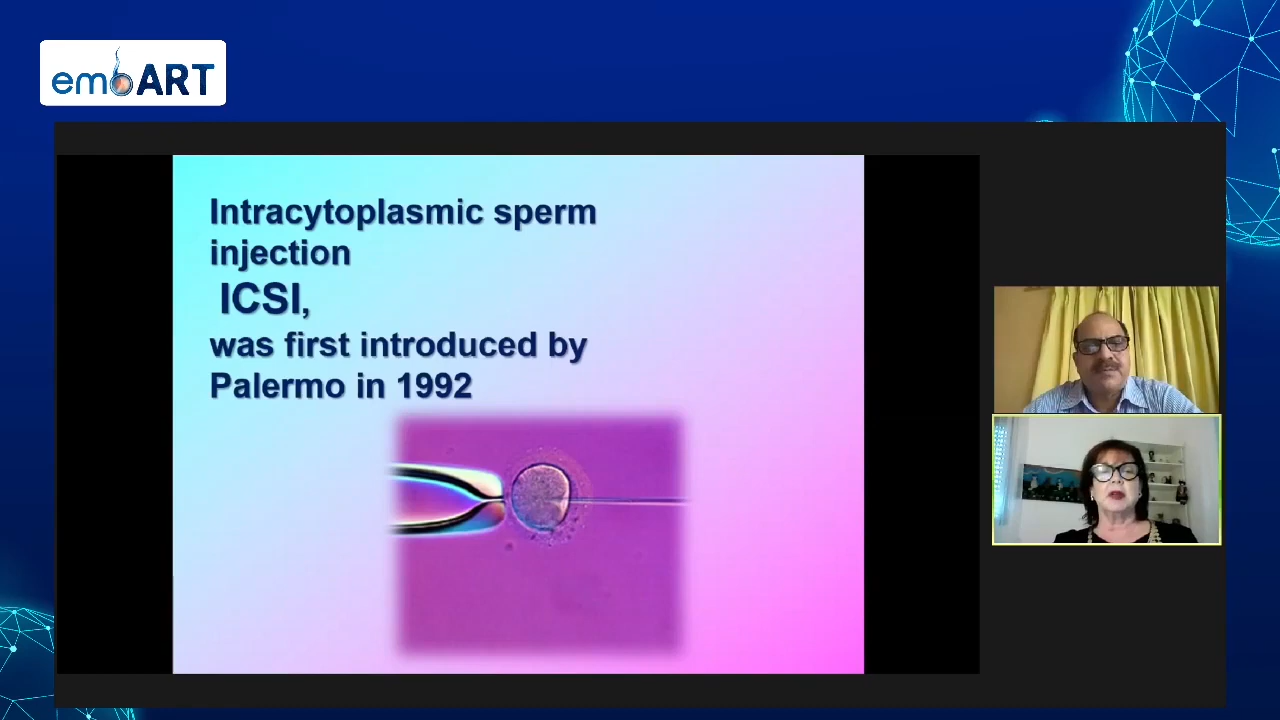 embART
Intracytoplasmic sperm
injection
ICSI,
was first introduced by
Palermo in 1992